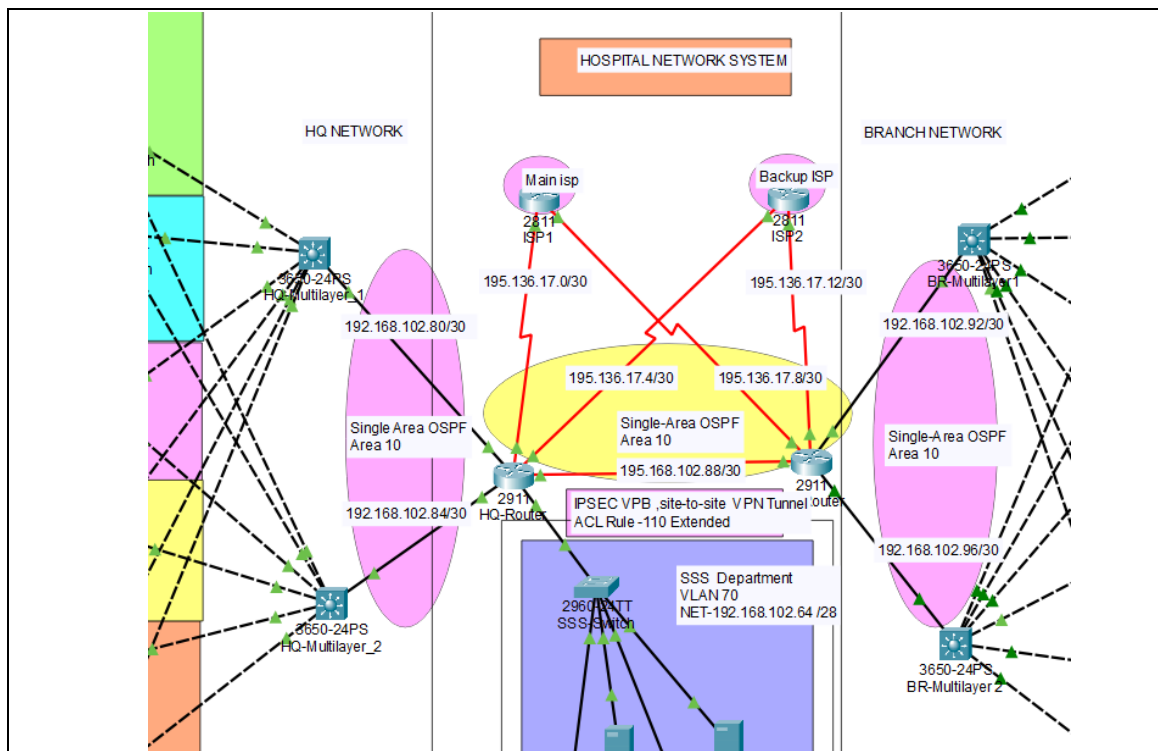 HOSPITAL NETWORK SYSTEM
HQ NETWORK
BRANCH NETWORK
Main isp
2811
ISP1
Backup ISP
2811
ISP2
3650-24PS
HQ-Multilayer_1
3650-24PS
BR-Multilayer1
195.136.17.0/30
195.136.17.12/30
192.168.102.80/30
192.168.102.92/30
195.136.17.4/30
195.136.17.8/30
Single Area OSPF
Area 10
Single-Area OSPF
Area 10
Single-Area OSPF
Area 10
195.168.102.88/30
2911
HQ-Router
2911
outer
192.168.102.84/30
IPSEC VPB ,site-to-site VPN Tunnel
ACL Rule -110 Extended
192.168.102.96/30
SSS Department
VLAN 70
NET-192.168.102.64 /28
2960-24TT
SSS-Switch
3650-24PS
HQ-Multilayer_2
3650-24PS
BR-Multilayer 2